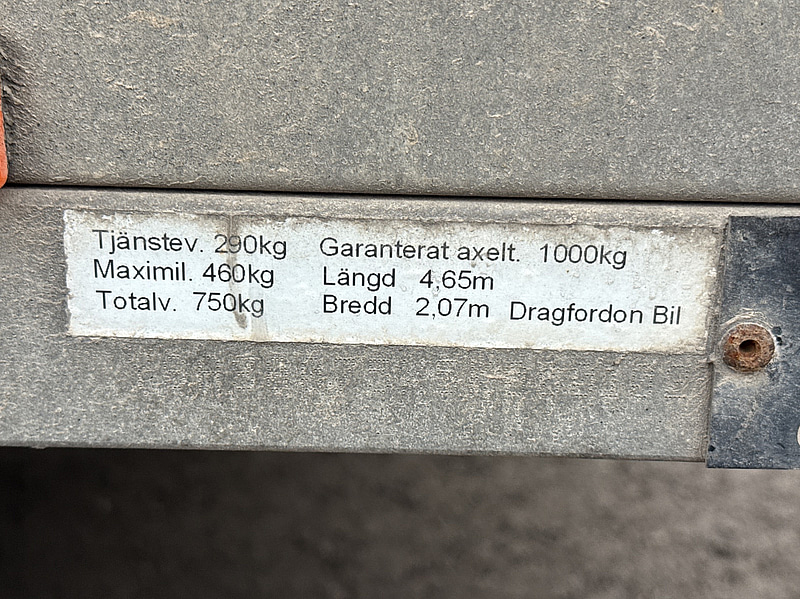 Tjänstev. 290kg Garanterat axelt. 1000kg
Maximil. 460kg Längd 4,65m
Totalv. 750kg Bredd 2,07m Dragfordon Bil